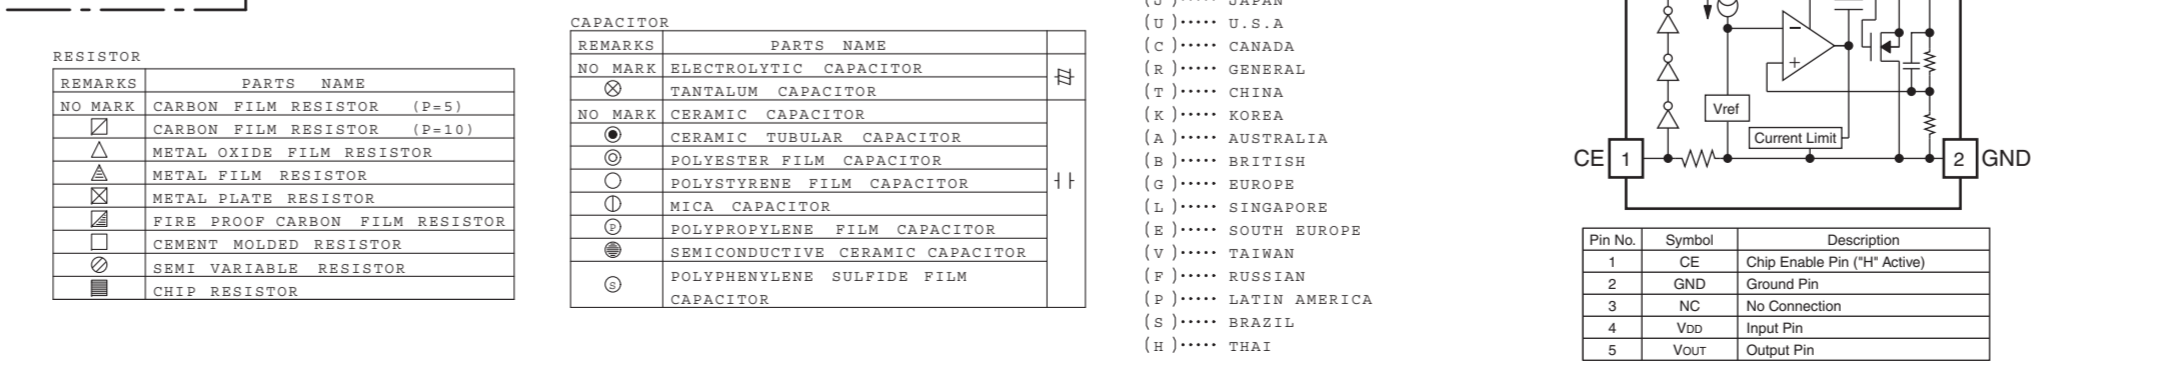 RESISTOR
REMARKS PARTS NAME
NO MARK CARBON FILM RESISTOR (P=5)
CARBON FILM RESISTOR (P=10)
METAL OXIDE FILM RESISTOR
METAL FILM RESISTOR
METAL PLATE RESISTOR
FIRE PROOF CARBON FILM RESISTOR
CEMENT MOLDED RESISTOR
SEMI VARIABLE RESISTOR
CHIP RESISTOR
CAPACITOR
REMARKS PARTS NAME
NO MARK ELECTROLYTIC CAPACITOR
TANTALUM CAPACITOR
NO MARK CERAMIC CAPACITOR
CERAMIC TUBULAR CAPACITOR
POLYESTER FILM CAPACITOR
POLYSTYRENE FILM CAPACITOR
MICA CAPACITOR
P POLYPROPYLENE FILM CAPACITOR
SEMICONDUCTIVE CERAMIC CAPACITOR
S POLYPHENYLENE SULFIDE FILM
CAPACITOR
(J)····· JAPAN
(U)····· U.S.A
(C)····· CANADA
(R)····· GENERAL
(T)····· CHINA
(K)····· KOREA
(A)····· AUSTRALIA
(B)····· BRITISH
(G)····· EUROPE
(L)····· SINGAPORE
(E)····· SOUTH EUROPE
(V)····· TAIWAN
(F)····· RUSSIAN
(P)····· LATIN AMERICA
(S)····· BRAZIL
(H)····· THAI
−
+
Vref
Current Limit
CE 1
2 GND
Pin No. Symbol Description
1 CE Chip Enable Pin ("H" Active)
2 GND Ground Pin
3 NC No Connection
4 VDD Input Pin
5 VOUT Output Pin